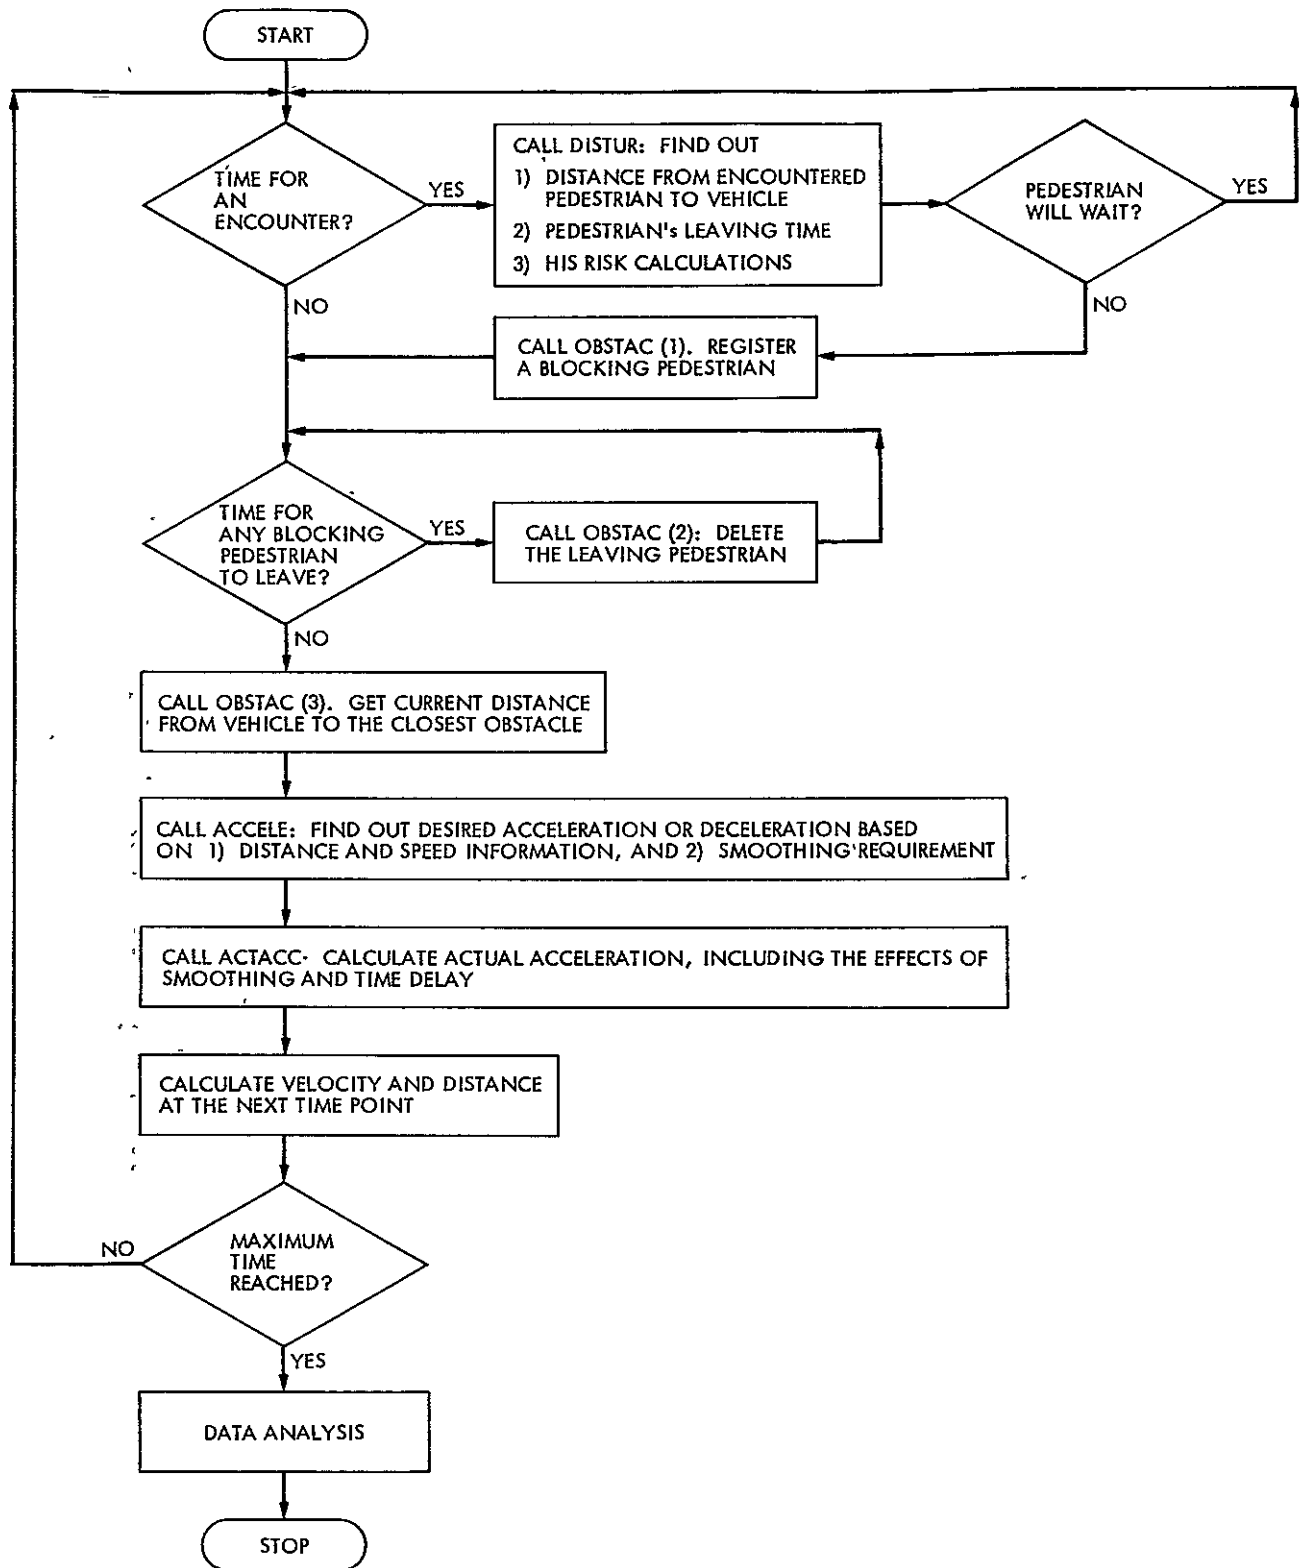 START
TIME FOR
AN
ENCOUNTER?
YES
CALL DISTUR: FIND OUT
1) DISTANCE FROM ENCOUNTERED
PEDESTRIAN TO VEHICLE
2) PEDESTRIAN's LEAVING TIME
3) HIS RISK CALCULATIONS
PEDESTRIAN
WILL WAIT?
YES
NO
NO
CALL OBSTAC (1). REGISTER
A BLOCKING PEDESTRIAN
TIME FOR
ANY BLOCKING
PEDESTRIAN
TO LEAVE?
YES
CALL OBSTAC (2): DELETE
THE LEAVING PEDESTRIAN
NO
CALL OBSTAC (3). GET CURRENT DISTANCE
FROM VEHICLE TO THE CLOSEST OBSTACLE
CALL ACCELE: FIND OUT DESIRED ACCELERATION OR DECELERATION BASED
ON 1) DISTANCE AND SPEED INFORMATION, AND 2) SMOOTHING REQUIREMENT
CALL ACTACC· CALCULATE ACTUAL ACCELERATION, INCLUDING THE EFFECTS OF
SMOOTHING AND TIME DELAY
CALCULATE VELOCITY AND DISTANCE
AT THE NEXT TIME POINT
NO
MAXIMUM
TIME
REACHED?
YES
DATA ANALYSIS
STOP